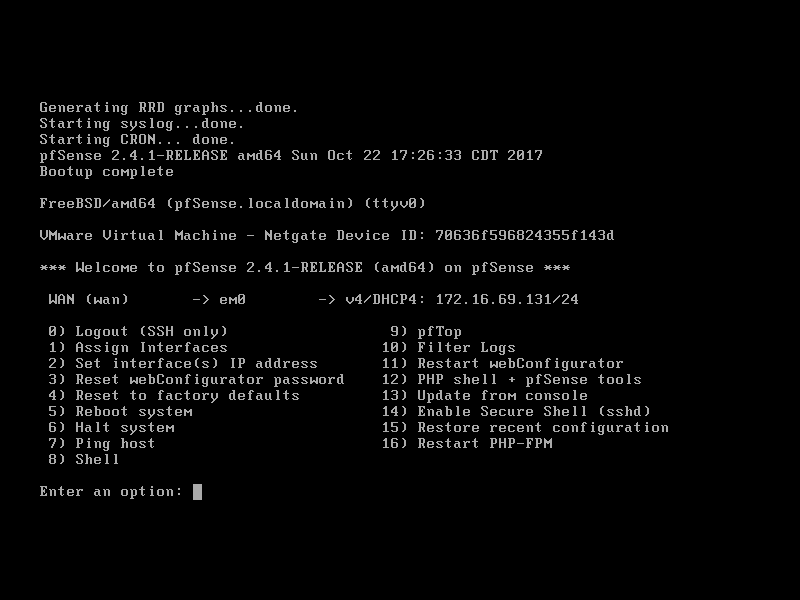 Generating RRD graphs...done.
Starting syslog...done.
Starting CRON... done.
pfSense 2.4.1-RELEASE amd64 Sun Oct 22 17:26:33 CDT 2017
Bootup complete
FreeBSD/amd64 (pfSense.localdomain) (ttyv0)
VMware Virtual Machine - Netgate Device ID: 70636f596824355f143d
*** Welcome to pfSense 2.4.1-RELEASE (amd64) on pfSense ***
WAN (wan) -> em0 -> v4/DHCP4: 172.16.69.131/24
0) Logout (SSH only) 9) pfTop
1) Assign Interfaces 10) Filter Logs
2) Set interface(s) IP address 11) Restart webConfigurator
3) Reset webConfigurator password 12) PHP shell + pfSense tools
4) Reset to factory defaults 13) Update from console
5) Reboot system 14) Enable Secure Shell (sshd)
6) Halt system 15) Restore recent configuration
7) Ping host 16) Restart PHP-FPM
8) Shell
Enter an option: